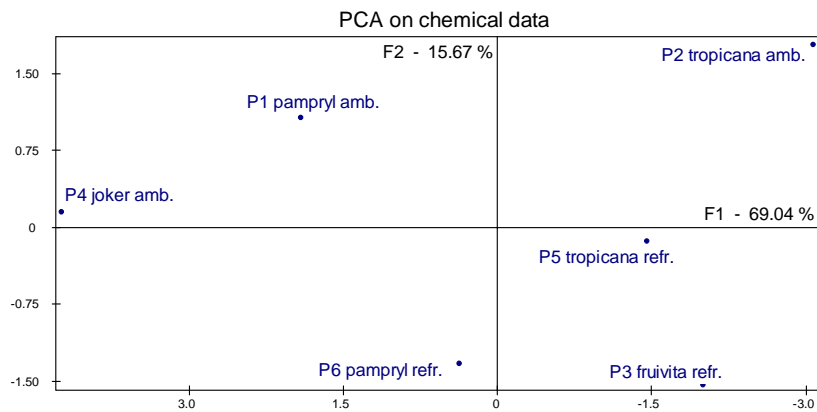 PCA on chemical data
F2 - 15.67 %
P2 tropicana amb.
1.50
P1 pampryl amb.
0.75
P4 joker amb.
F1 - 69.04 %
0
P5 tropicana refr.
-0.75
P6 pampryl refr.
P3 fruivita refr.
-1.50
3.0
1.5
0
-1.5
-3.0